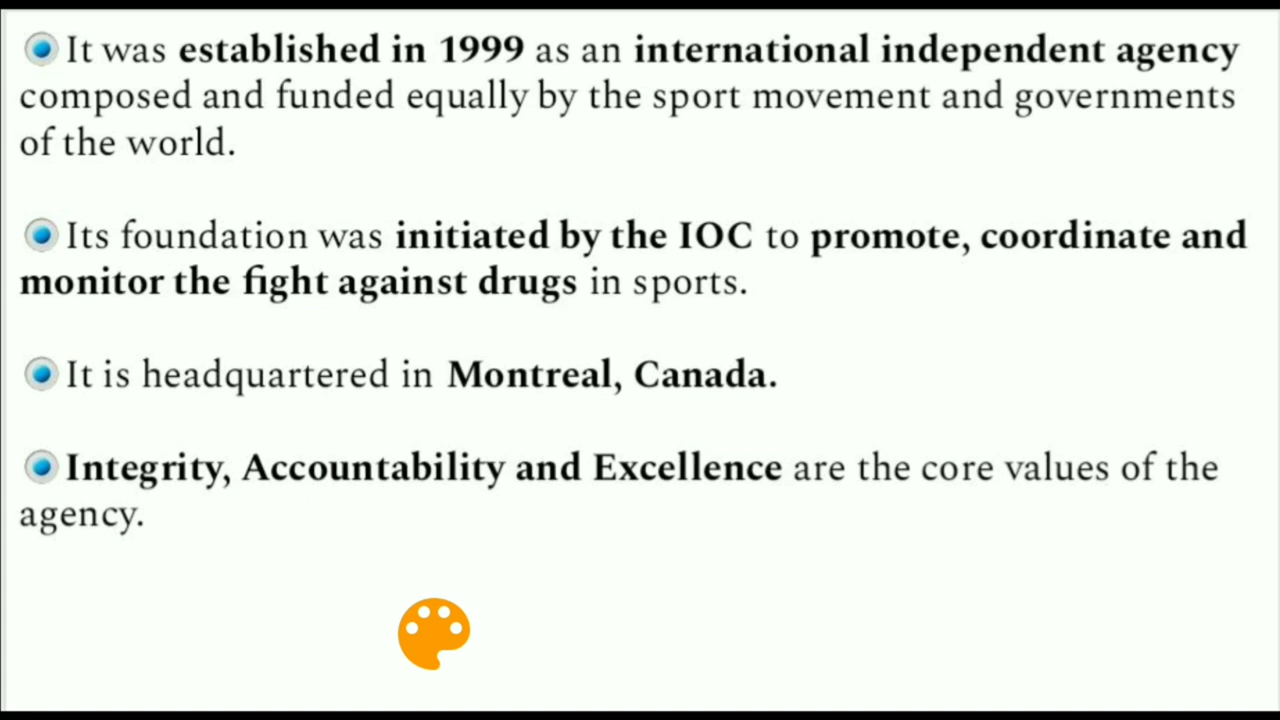 It was established in 1999 as an international independent agency
composed and funded equally by the sport movement and governments
of the world.
Its foundation was initiated by the IOC to promote, coordinate and
monitor the fight against drugs in sports.
It is headquartered in Montreal, Canada.
Integrity, Accountability and Excellence are the core values of the
agency.